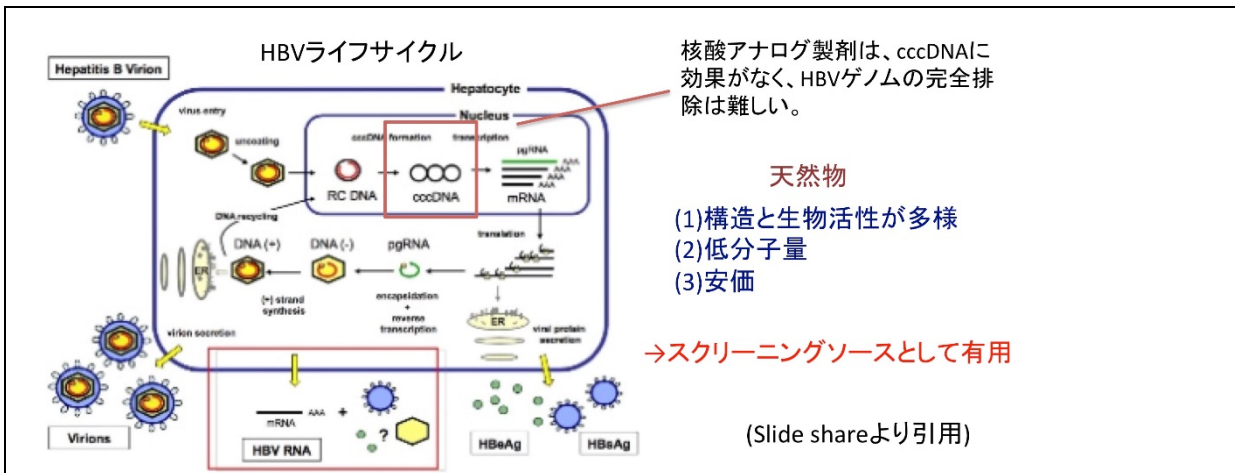 HBVライフサイクル
核酸アナログ製剤は、cccDNAに
効果がなく、HBVゲノムの完全排
除は難しい。
Hepatitis B Virion
Hepatocyte
virus entry
Nucleus
uncoating
cccDNA formation
transcription
pgRNA
AAA
AAA
AAA
AAA
RC DNA
cccDNA
mRNA
天然物
(1)構造と生物活性が多様
(2)低分子量
(3)安価
DNA recycling
translation
DNA (+)
DNA (-)
pgRNA
ER
(+) strand
synthesis
encapsidation
+
reverse
transcription
ER
virion secretion
viral protein
secretion
→スクリーニングソースとして有用
mRNA
AAA
+
?
Virions
HBV RNA
HBeAg
HBsAg
(Slide shareより引用)